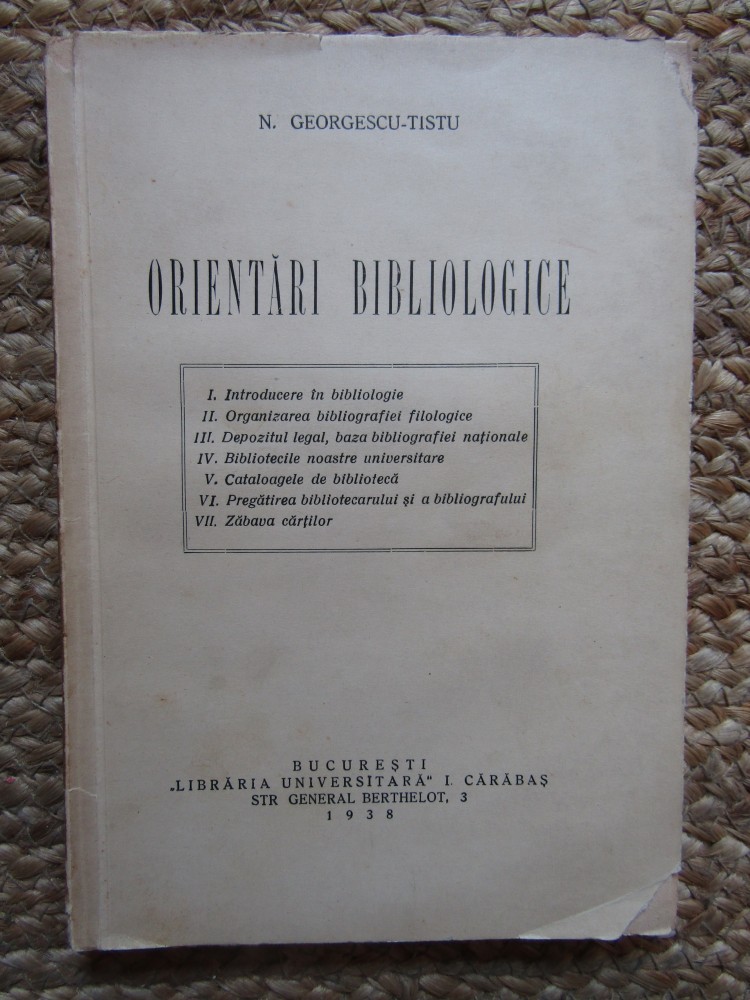 N. GEORGESCU-TISTU
ORIENTĂRI BIBLIOLOGICE
I. Introducere în bibliologie
II. Organizarea bibliografiei filologice
III. Depozitul legal, baza bibliografiei naționale
IV. Bibliotecile noastre universitare
V. Cataloagele de bibliotecă
VI. Pregătirea bibliotecarului și a bibliografului
VII. Zăbava cărților
BUCUREȘTI
„LIBRĂRIA UNIVERSITARĂ“ I. CĂRĂBAȘ
STR GENERAL BERTHELOT, 3
1938